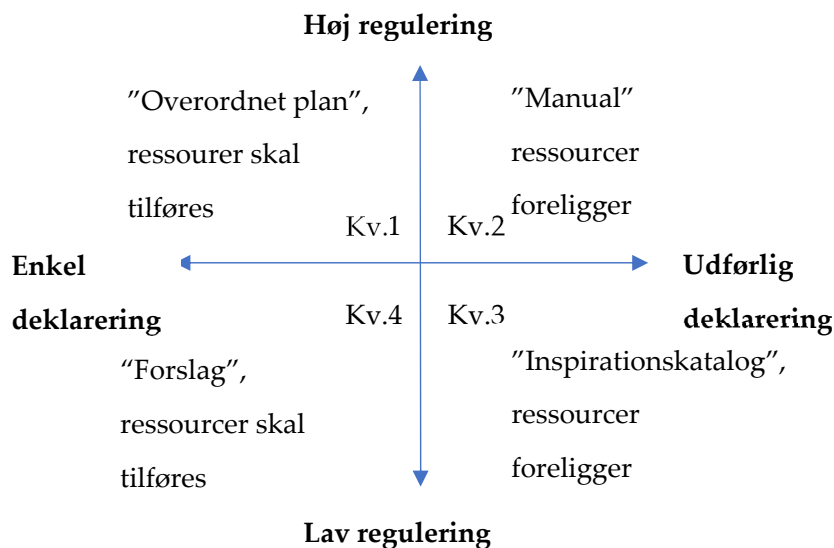 Høj regulering
”Overordnet plan”,
ressourer skal
tilføres
”Manual”
ressourcer
foreligger
Kv.1
Kv.2
Enkel
deklarering
Udførlig
deklarering
Kv.4
Kv.3
“Forslag”,
ressourcer skal
tilføres
”Inspirationskatalog”,
ressourcer
foreligger
Lav regulering